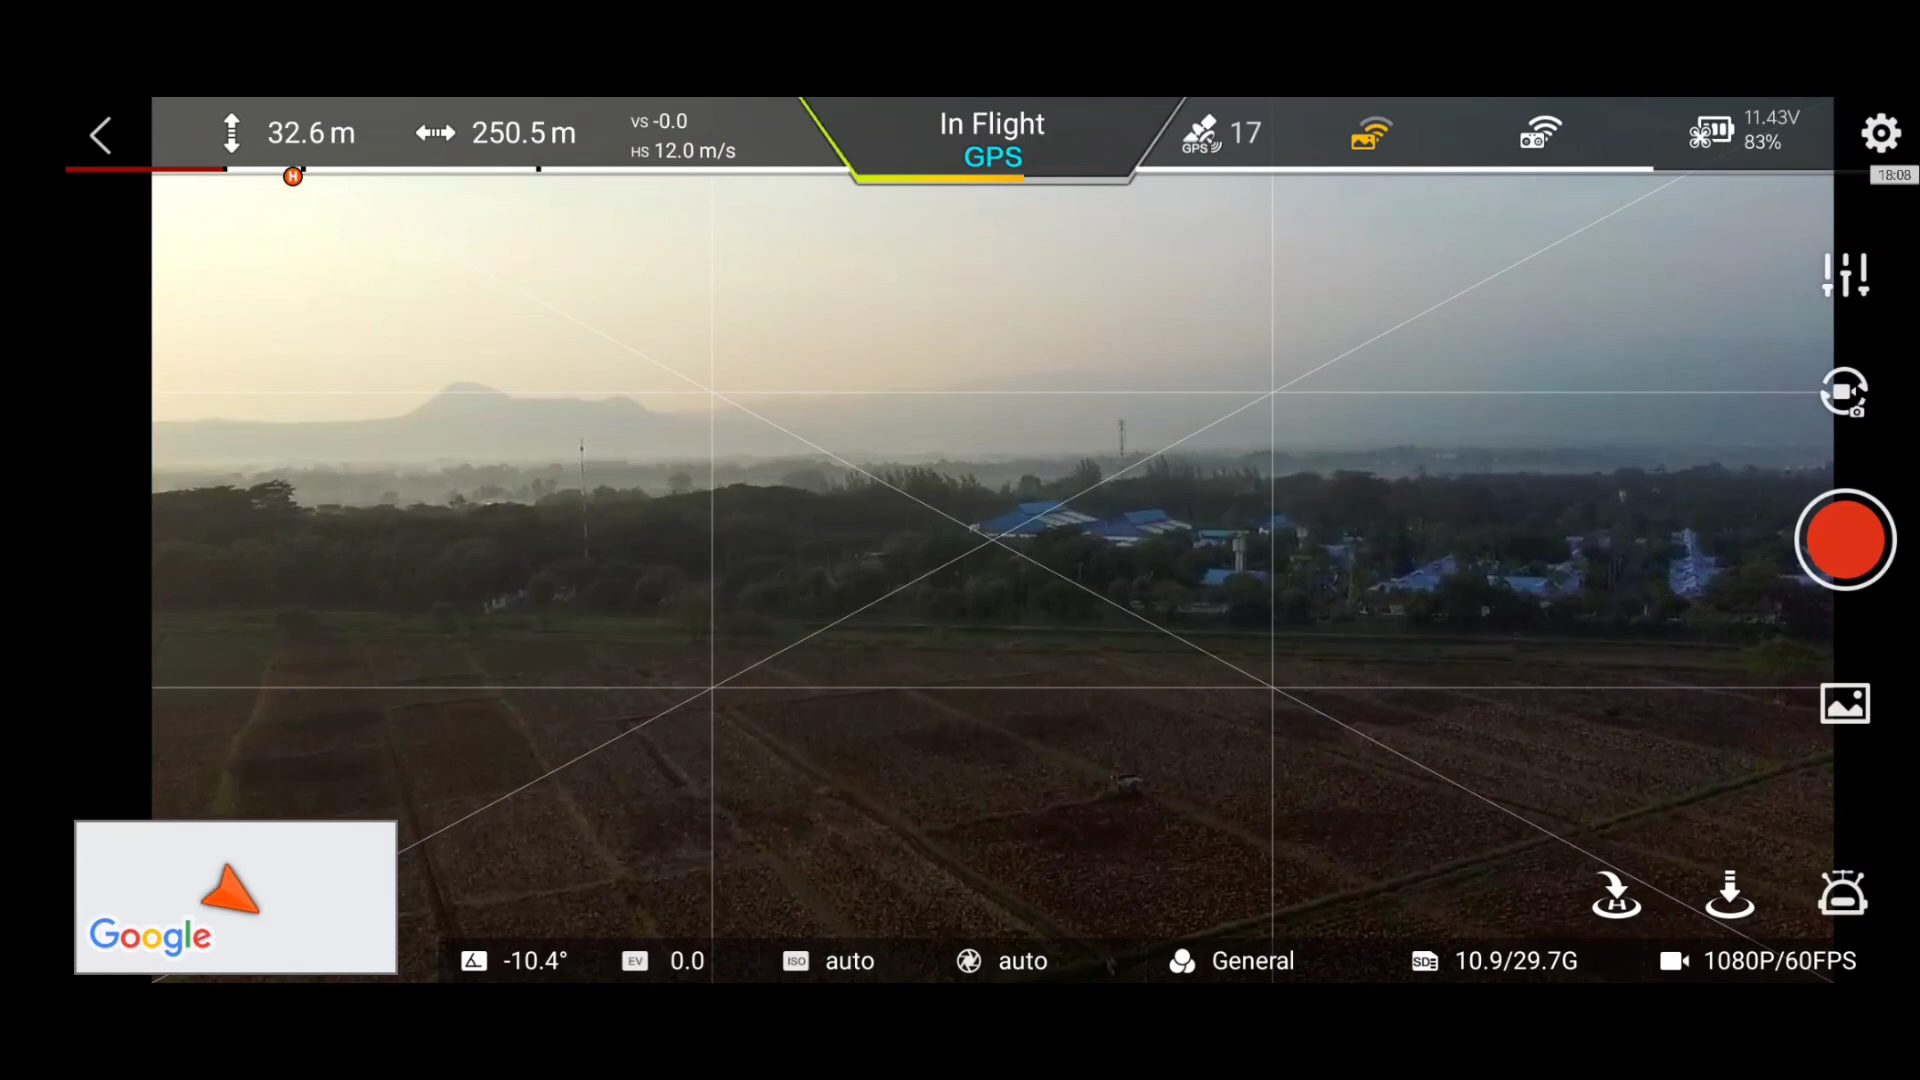 32.6 m
250.5 m
VS -0.0
HS 12.0 m/s
In Flight
GPS
GPS
17
11.43V
83%
18:08
H
Google
-10.4°
EV 0.0
ISO auto
auto
General
SD 10.9/29.7G
1080P/60FPS
H